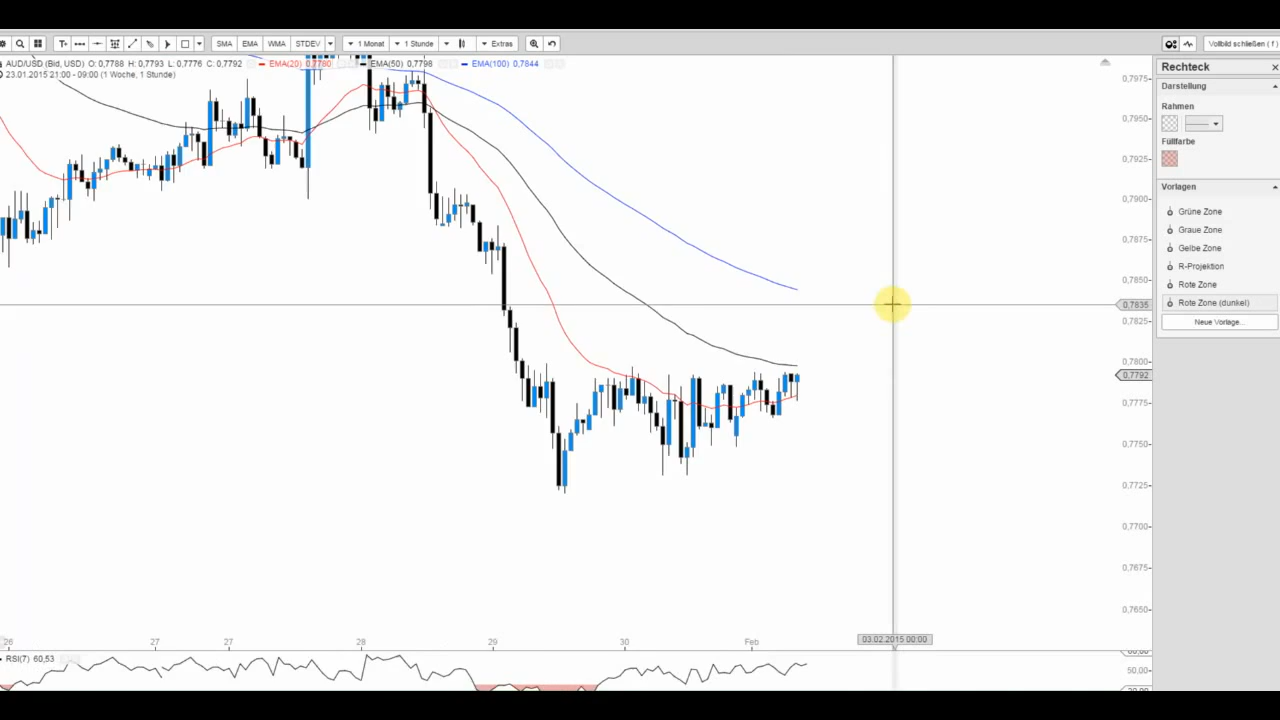 SMA EMA WMA STDEV 1 Monat 1 Stunde Extras Vollbild schließen ( f )
AUD/USD (Bid, USD) O: 0,7788 H: 0,7793 L: 0,7776 C: 0,7792 EMA(20) 0,7780 EMA(50) 0,7798 EMA(100) 0,7844
23.01.2015 21:00 - 09:00 (1 Woche, 1 Stunde)
0,7975
0,7950
0,7925
0,7900
0,7875
0,7850
0,7835
0,7825
0,7800
0,7792
0,7775
0,7750
0,7725
0,7700
0,7675
0,7650
26 27 27 28 29 30 Feb 03.02.2015 00:00
RSI(7) 60,53
50,00
Rechteck
Darstellung
Rahmen
Füllfarbe
Vorlagen
Grüne Zone
Graue Zone
Gelbe Zone
R-Projektion
Rote Zone
Rote Zone (dunkel)
Neue Vorlage...